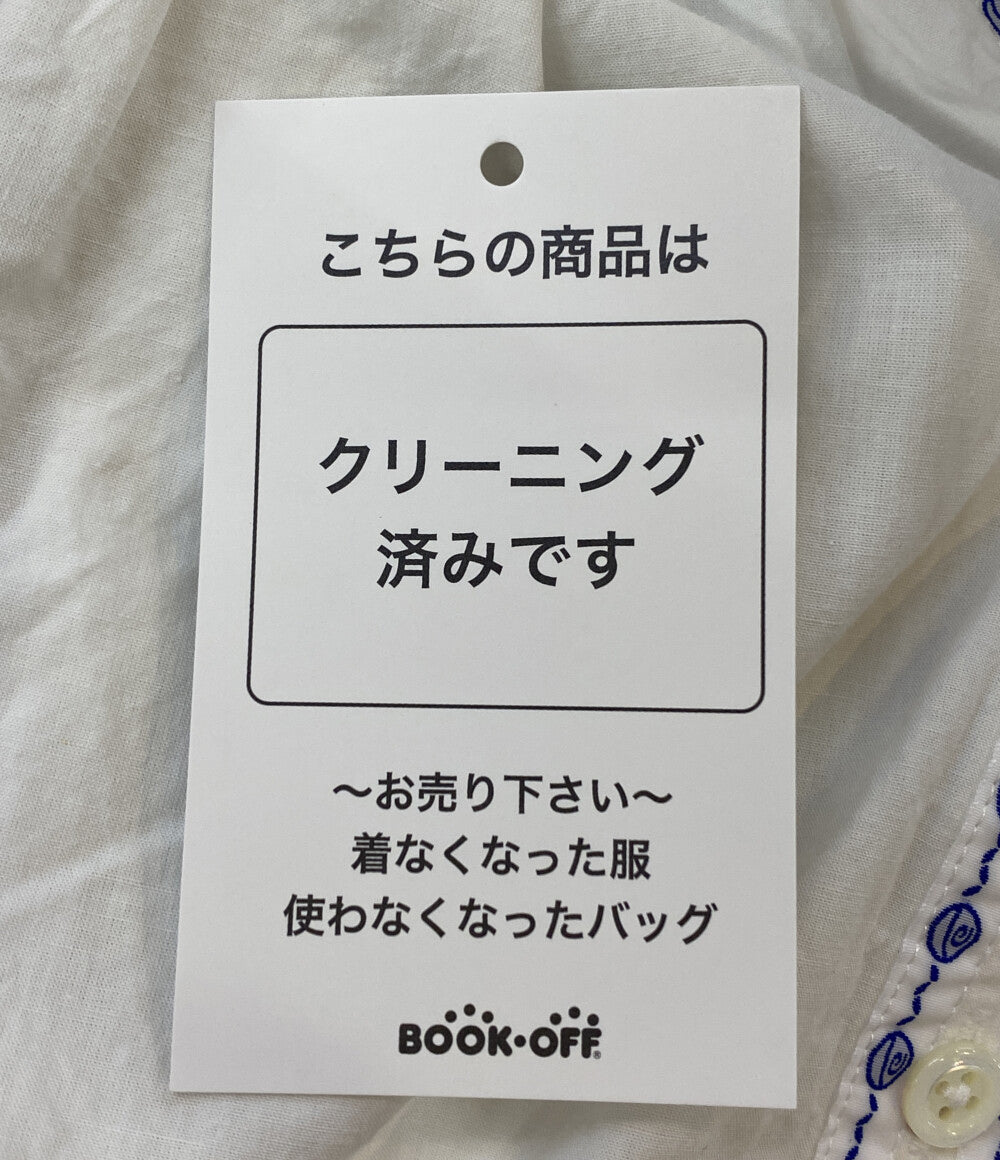 こちらの商品は
クリーニング
済みです
〜お売り下さい〜
着なくなった服
使わなくなったバッグ
BOOK・OFF®